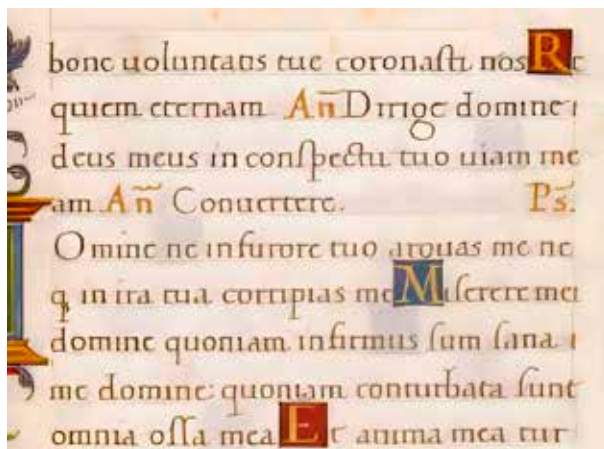 bone uoluntatis tue coronasti nos Re
quiem eternam An̄ Dirige domine
deus meus in conspectu tuo uiam me
am An̄ Conuertere. Ps̄.
Omine ne in furore tuo arguas me ne
q in ira tua corripias me Miserere mei
domine quoniam infirmus sum sana
me domine: quoniam conturbata sunt
omnia ossa mea Et anima mea tur